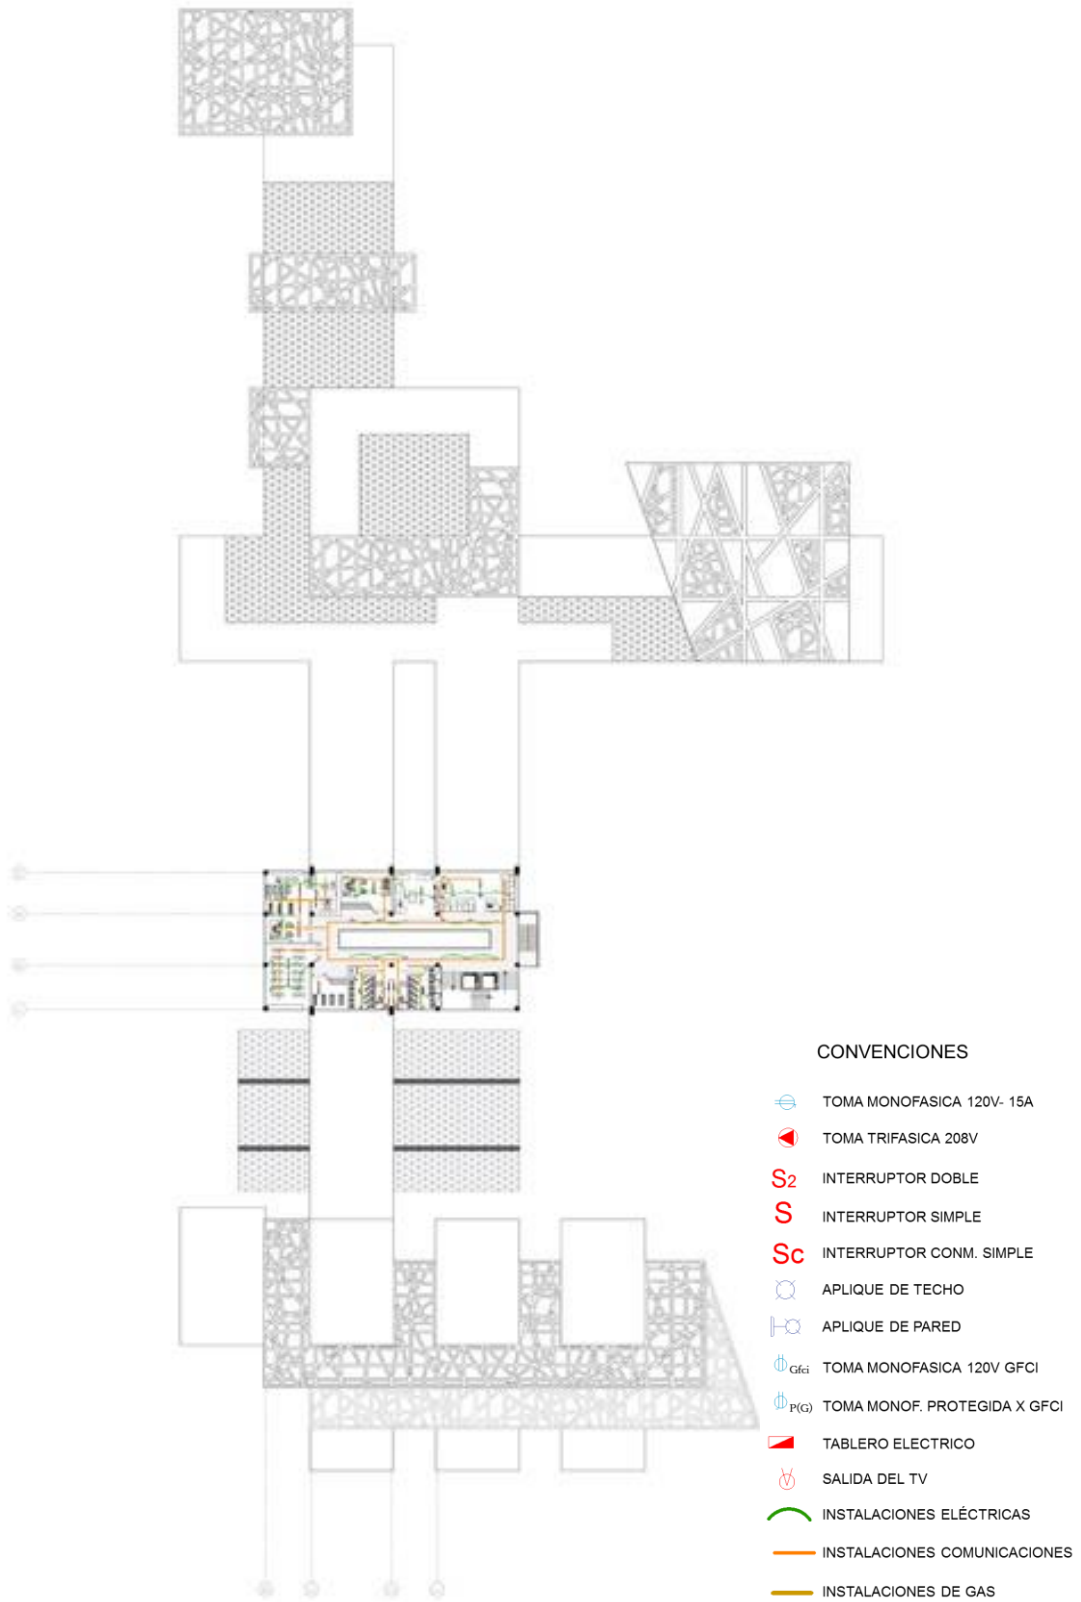 CONVENCIONES
TOMA MONOFASICA 120V- 15A
TOMA TRIFASICA 208V
S2 INTERRUPTOR DOBLE
S INTERRUPTOR SIMPLE
Sc INTERRUPTOR CONM. SIMPLE
APLIQUE DE TECHO
APLIQUE DE PARED
Gfci TOMA MONOFASICA 120V GFCI
P(G) TOMA MONOF. PROTEGIDA X GFCI
TABLERO ELECTRICO
SALIDA DEL TV
INSTALACIONES ELÉCTRICAS
INSTALACIONES COMUNICACIONES
INSTALACIONES DE GAS